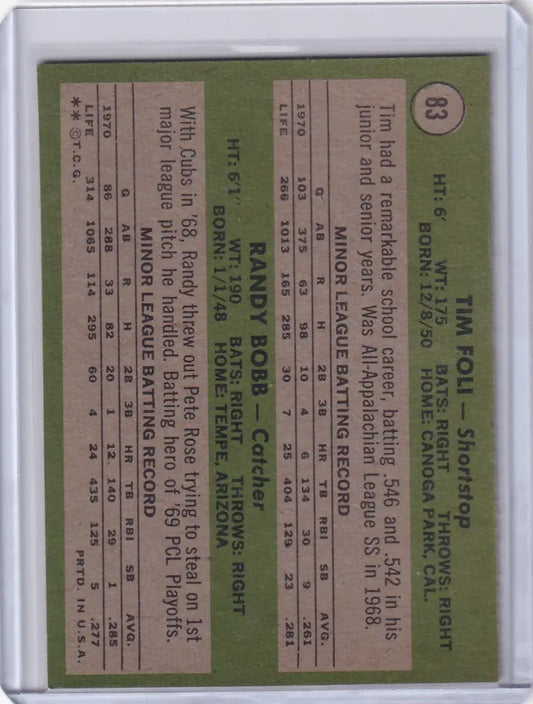 83
TIM FOLI — Shortstop
HT: 6' WT: 175 BATS: RIGHT THROWS: RIGHT
BORN: 12/8/50 HOME: CANOGA PARK, CAL.
Tim had a remarkable school career, batting .546 and .542 in his
junior and senior years. Was All-Appalachian League SS in 1968.
MINOR LEAGUE BATTING RECORD
G AB R H 2B 3B HR TB RBI SB AVG.
1970 103 375 63 98 10 4 6 134 30 9 .261
LIFE 266 1013 165 285 30 7 25 404 129 23 .281
RANDY BOBB — Catcher
HT: 6'1" WT: 190 BATS: RIGHT THROWS: RIGHT
BORN: 1/1/48 HOME: TEMPE, ARIZONA
With Cubs in '68, Randy threw out Pete Rose trying to steal on 1st
major league pitch he handled. Batting hero of '69 PCL Playoffs.
MINOR LEAGUE BATTING RECORD
G AB R H 2B 3B HR TB RBI SB AVG.
1970 86 288 33 82 20 1 12 140 29 1 .285
LIFE 314 1065 114 295 60 4 24 435 125 5 .277
** ©T.C.G. PRTD. IN U.S.A.